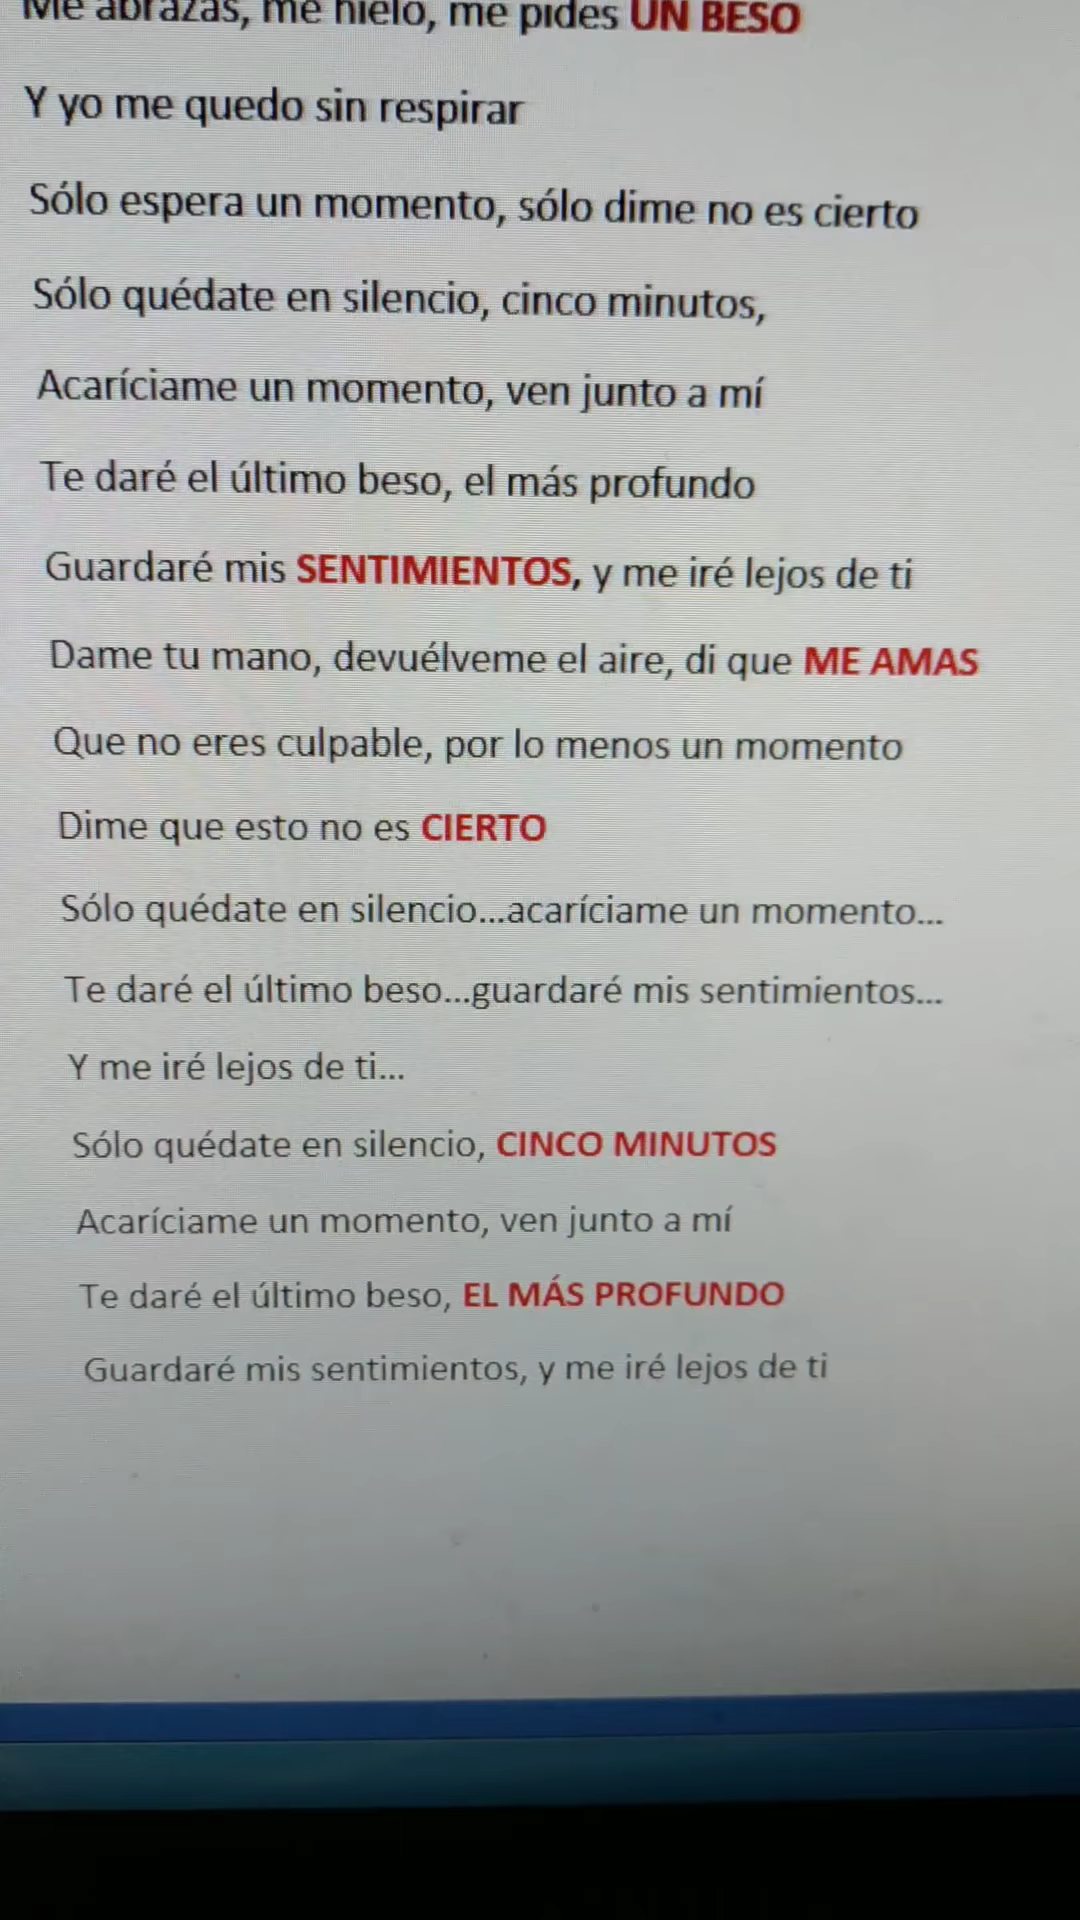 Me abrazas, me hielo, me pides UN BESO
Y yo me quedo sin respirar
Sólo espera un momento, sólo dime no es cierto
Sólo quédate en silencio, cinco minutos,
Acaríciame un momento, ven junto a mí
Te daré el último beso, el más profundo
Guardaré mis SENTIMIENTOS, y me iré lejos de ti
Dame tu mano, devuélveme el aire, di que ME AMAS
Que no eres culpable, por lo menos un momento
Dime que esto no es CIERTO
Sólo quédate en silencio...acaríciame un momento...
Te daré el último beso...guardaré mis sentimientos...
Y me iré lejos de ti...
Sólo quédate en silencio, CINCO MINUTOS
Acaríciame un momento, ven junto a mí
Te daré el último beso, EL MÁS PROFUNDO
Guardaré mis sentimientos, y me iré lejos de ti